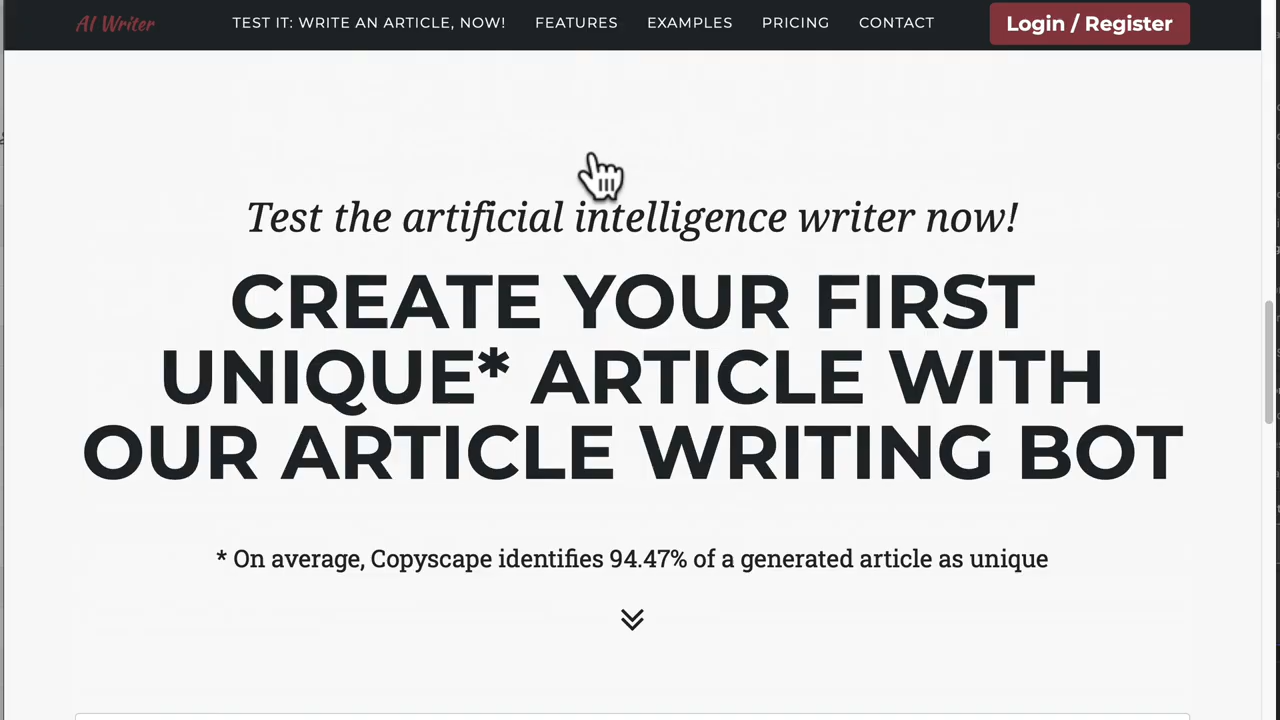 AI Writer
TEST IT: WRITE AN ARTICLE, NOW! FEATURES EXAMPLES PRICING CONTACT
Login / Register
Test the artificial intelligence writer now!
CREATE YOUR FIRST
UNIQUE* ARTICLE WITH
OUR ARTICLE WRITING BOT
* On average, Copyscape identifies 94.47% of a generated article as unique